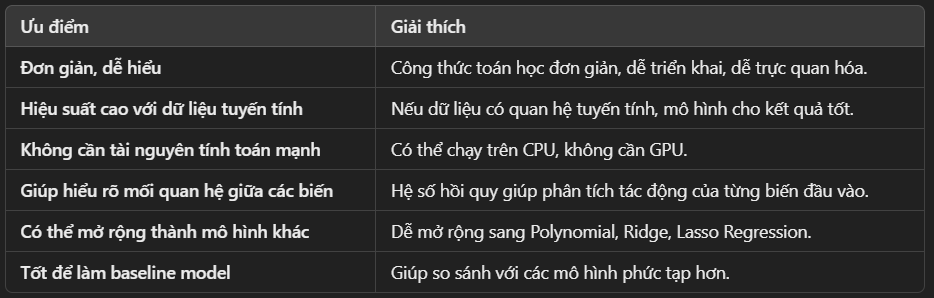 Ưu điểm Giải thích
Đơn giản, dễ hiểu Công thức toán học đơn giản, dễ triển khai, dễ trực quan hóa.
Hiệu suất cao với dữ liệu tuyến tính Nếu dữ liệu có quan hệ tuyến tính, mô hình cho kết quả tốt.
Không cần tài nguyên tính toán mạnh Có thể chạy trên CPU, không cần GPU.
Giúp hiểu rõ mối quan hệ giữa các biến Hệ số hồi quy giúp phân tích tác động của từng biến đầu vào.
Có thể mở rộng thành mô hình khác Dễ mở rộng sang Polynomial, Ridge, Lasso Regression.
Tốt để làm baseline model Giúp so sánh với các mô hình phức tạp hơn.